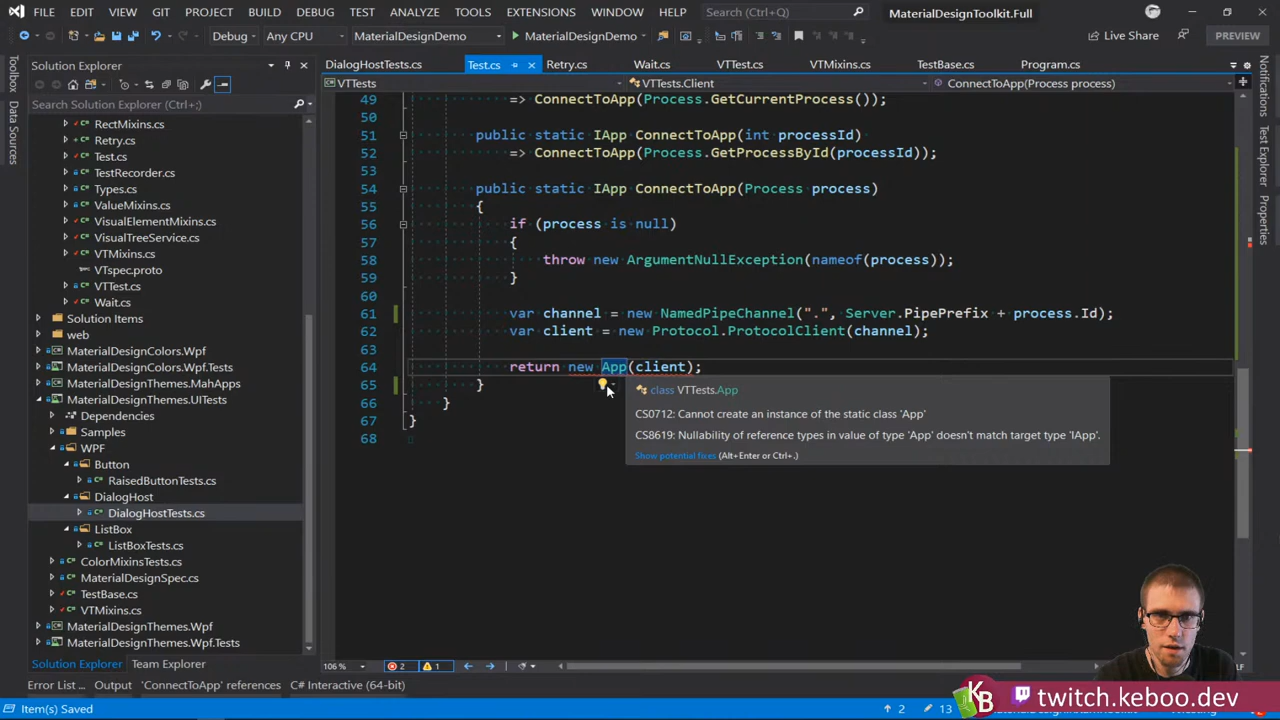 FILE EDIT VIEW GIT PROJECT BUILD DEBUG TEST ANALYZE TOOLS EXTENSIONS WINDOW HELP Search (Ctrl+Q) MaterialDesignToolkit.Full
Debug Any CPU MaterialDesignDemo MaterialDesignDemo Live Share PREVIEW
Toolbox
Data Sources
Solution Explorer
Search Solution Explorer (Ctrl+;)
RectMixins.cs
Retry.cs
Test.cs
TestRecorder.cs
Types.cs
ValueMixins.cs
VisualElementMixins.cs
VisualTreeService.cs
VTMixins.cs
VTspec.proto
VTTest.cs
Wait.cs
Solution Items
web
MaterialDesignColors.Wpf
MaterialDesignColors.Wpf.Tests
MaterialDesignThemes.MahApps
MaterialDesignThemes.UITests
Dependencies
Samples
WPF
Button
RaisedButtonTests.cs
DialogHost
DialogHostTests.cs
ListBox
ListBoxTests.cs
ColorMixinsTests.cs
MaterialDesignSpec.cs
TestBase.cs
VTMixins.cs
MaterialDesignThemes.Wpf
MaterialDesignThemes.Wpf.Tests
Solution Explorer Team Explorer
DialogHostTests.cs Test.cs Retry.cs Wait.cs VTTest.cs VTMixins.cs TestBase.cs Program.cs
VTTests VTTests.Client ConnectToApp(Process process)
49 => ConnectToApp(Process.GetCurrentProcess());
50
51 public static IApp ConnectToApp(int processId)
52 => ConnectToApp(Process.GetProcessById(processId));
53
54 public static IApp ConnectToApp(Process process)
55 {
56 if (process is null)
57 {
58 throw new ArgumentNullException(nameof(process));
59 }
60
61 var channel = new NamedPipeChannel(".", Server.PipePrefix + process.Id);
62 var client = new Protocol.ProtocolClient(channel);
63
64 return new App(client);
65 }
66 }
67 }
68
class VTTests.App
CS0712: Cannot create an instance of the static class 'App'
CS8619: Nullability of reference types in value of type 'App' doesn't match target type 'IApp'.
Show potential fixes (Alt+Enter or Ctrl+.)
Notifications
Test Explorer
Properties
106 % 2 1
Error List ... Output 'ConnectToApp' references C# Interactive (64-bit)
Item(s) Saved 2 13
twitch.keboo.dev